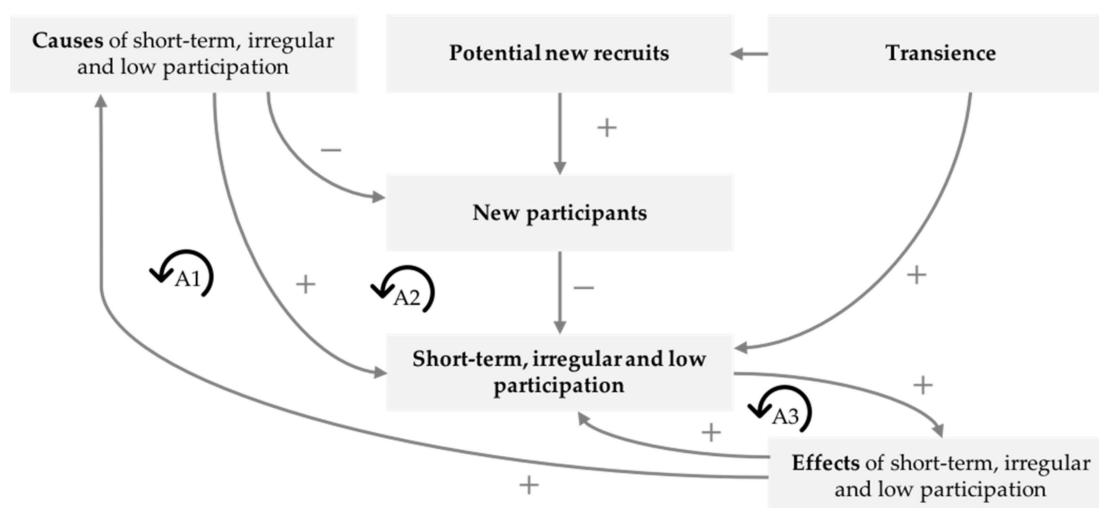 Causes of short-term, irregular
and low participation
Potential new recruits
Transience
+
−
New participants
A1
+
A2
−
+
Short-term, irregular and low
participation
+
A3
+
Effects of short-term, irregular
and low participation
+